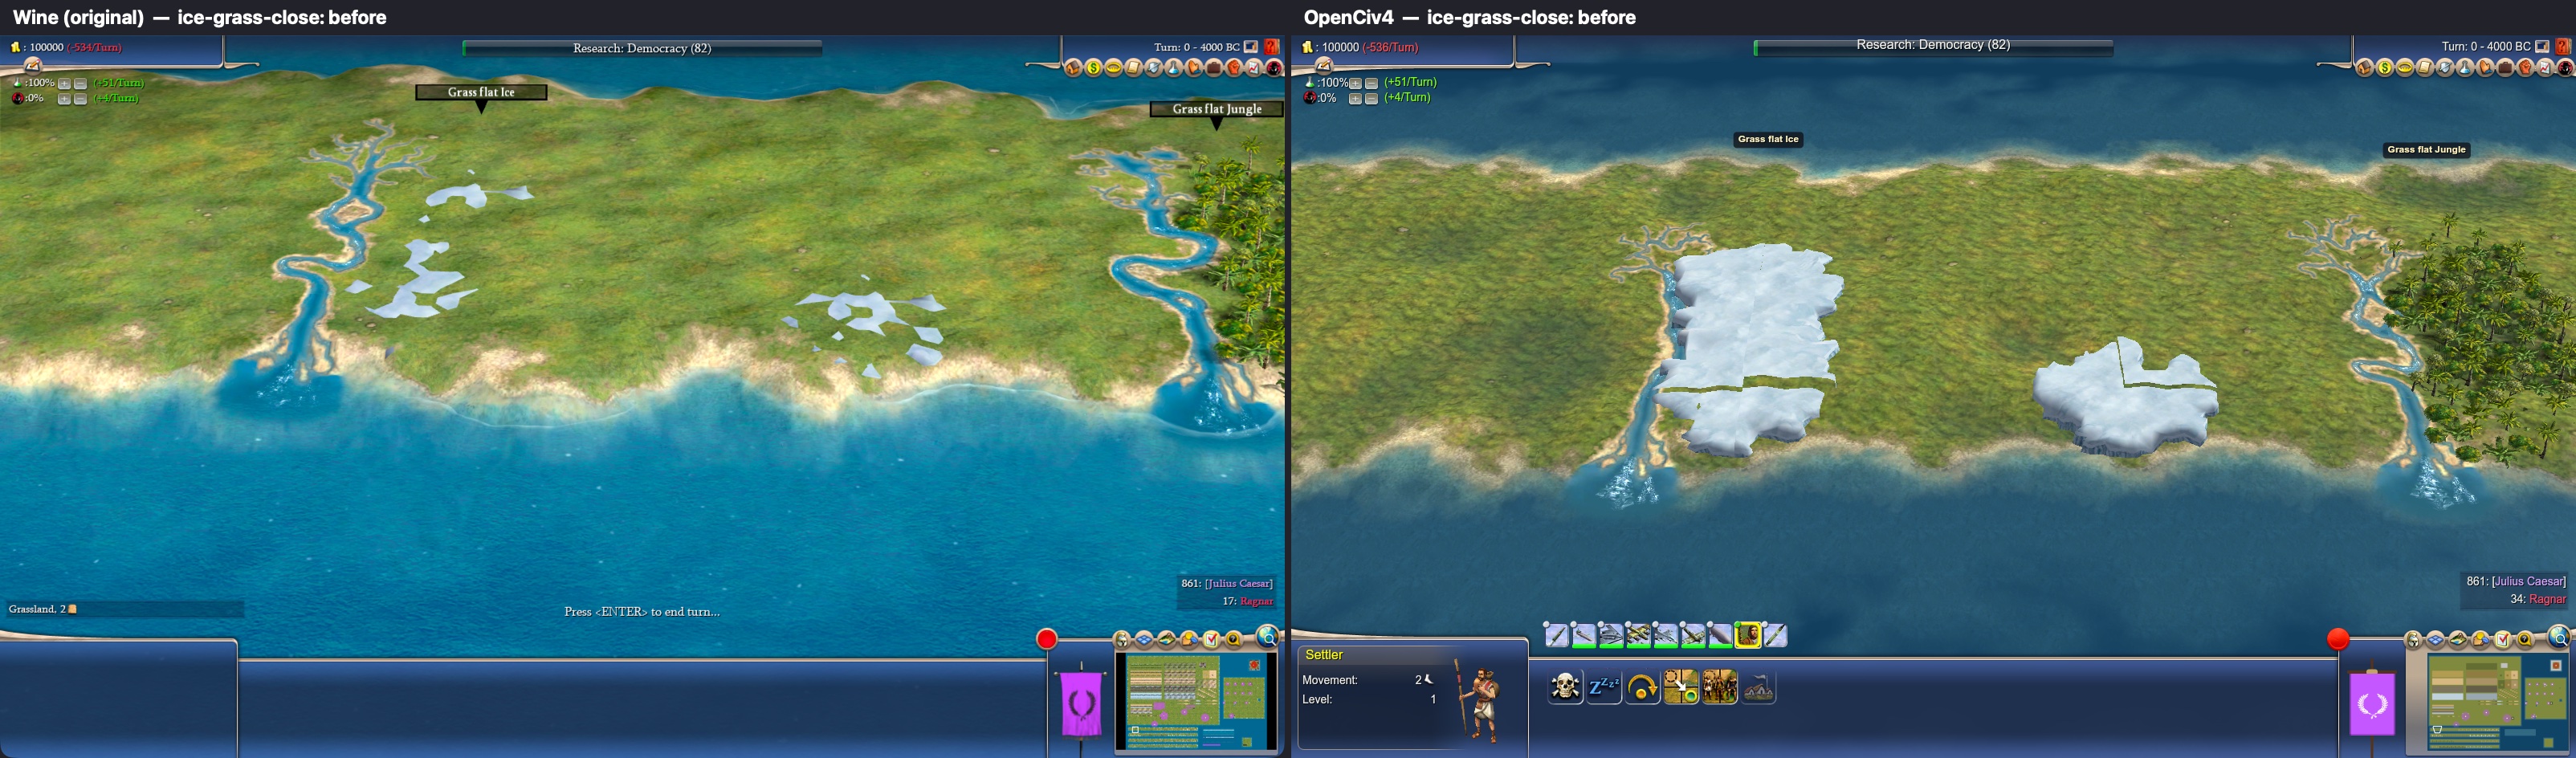 Wine (original) — ice-grass-close: before
: 100000 (-534/Turn)
Research: Democracy (82)
Turn: 0 - 4000 BC
:100% (+51/Turn)
:0% (+4/Turn)
Grass flat Ice
Grass flat Jungle
861: [Julius Caesar]
17: Ragnar
Grassland, 2
Press <ENTER> to end turn...
OpenCiv4 — ice-grass-close: before
: 100000 (-536/Turn)
Research: Democracy (82)
Turn: 0 - 4000 BC
:100% (+51/Turn)
:0% (+4/Turn)
Grass flat Ice
Grass flat Jungle
861: [Julius Caesar]
34: Ragnar
Settler
Movement: 2
Level: 1